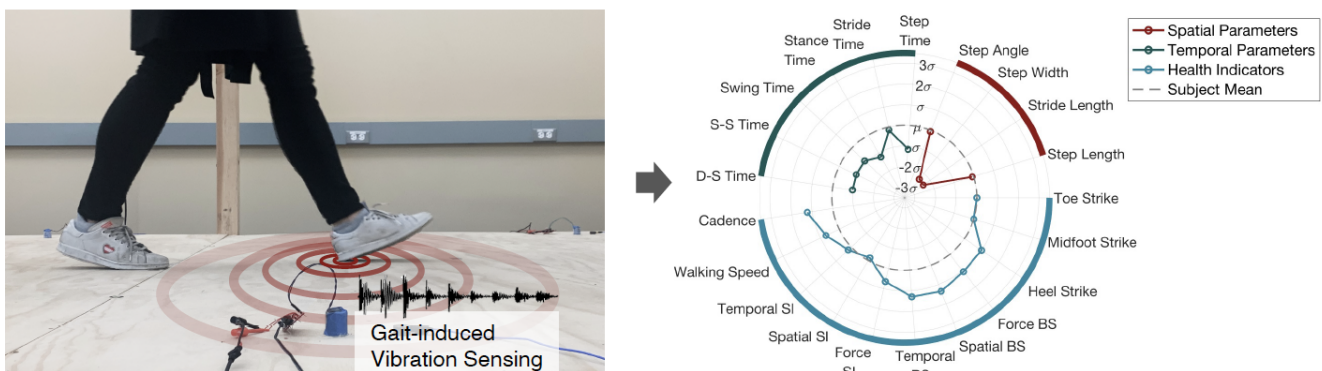 Gait-induced
Vibration Sensing
Step
Time
Stride
Time
Stance
Time
Swing Time
S-S Time
D-S Time
Cadence
Walking Speed
Temporal SI
Spatial SI
Force
Temporal
Spatial BS
Force BS
Heel Strike
Midfoot Strike
Toe Strike
Step Length
Stride Length
Step Width
Step Angle
3σ
2σ
σ
μ
σ
-2σ
-3σ
Spatial Parameters
Temporal Parameters
Health Indicators
Subject Mean